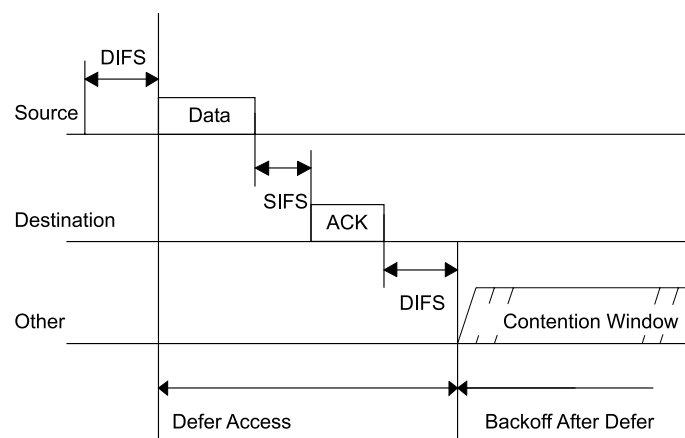 DIFS
Source
Data
SIFS
Destination
ACK
DIFS
Other
Contention Window
Defer Access
Backoff After Defer